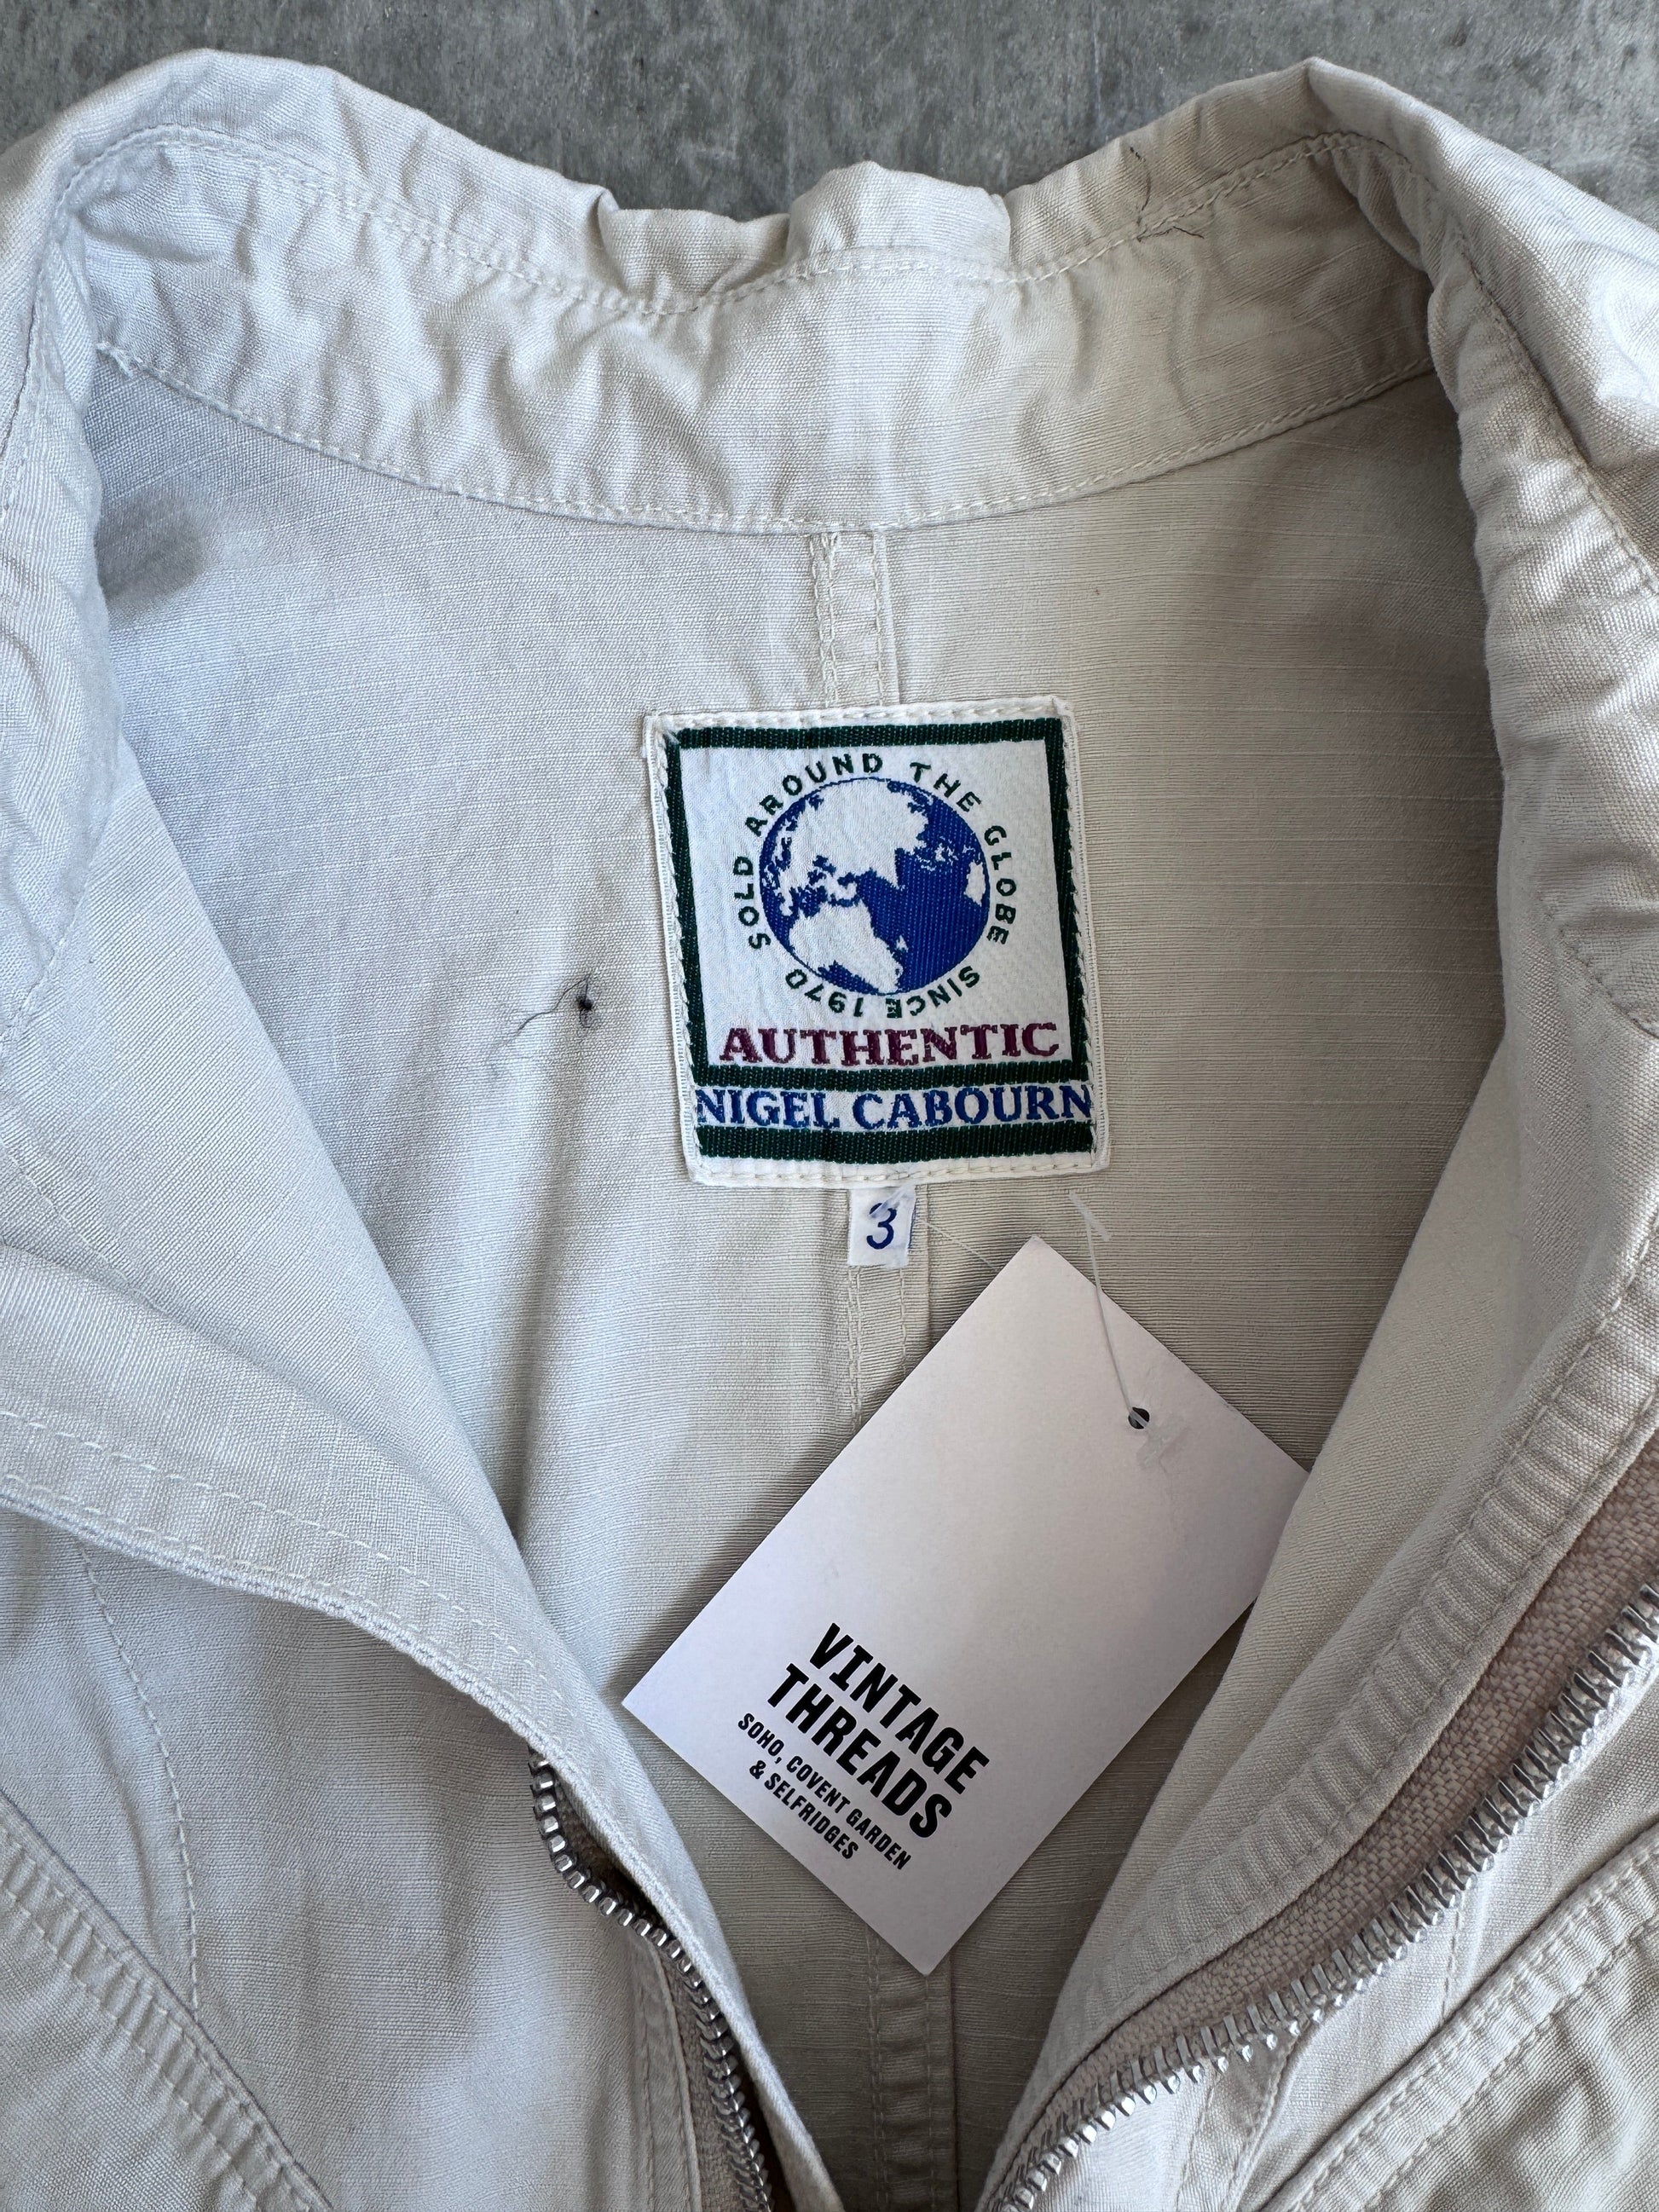 SOLD AROUND THE GLOBE SINCE 1970
AUTHENTIC
NIGEL CABOURN
3
VINTAGE
THREADS
SOHO, COVENT GARDEN
& SELFRIDGES